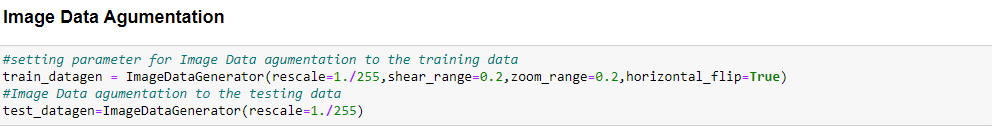 Image Data Agumentation
#setting parameter for Image Data agumentation to the training data
train_datagen = ImageDataGenerator(rescale=1./255,shear_range=0.2,zoom_range=0.2,horizontal_flip=True)
#Image Data agumentation to the testing data
test_datagen=ImageDataGenerator(rescale=1./255)